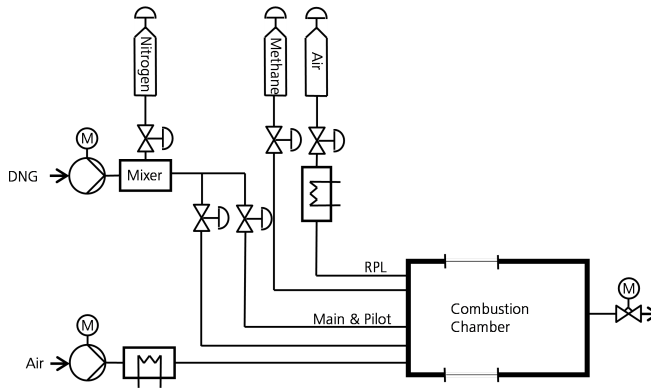 Nitrogen
Methane
Air
M
DNG
Mixer
RPL
Main & Pilot
Combustion
Chamber
M
M
Air